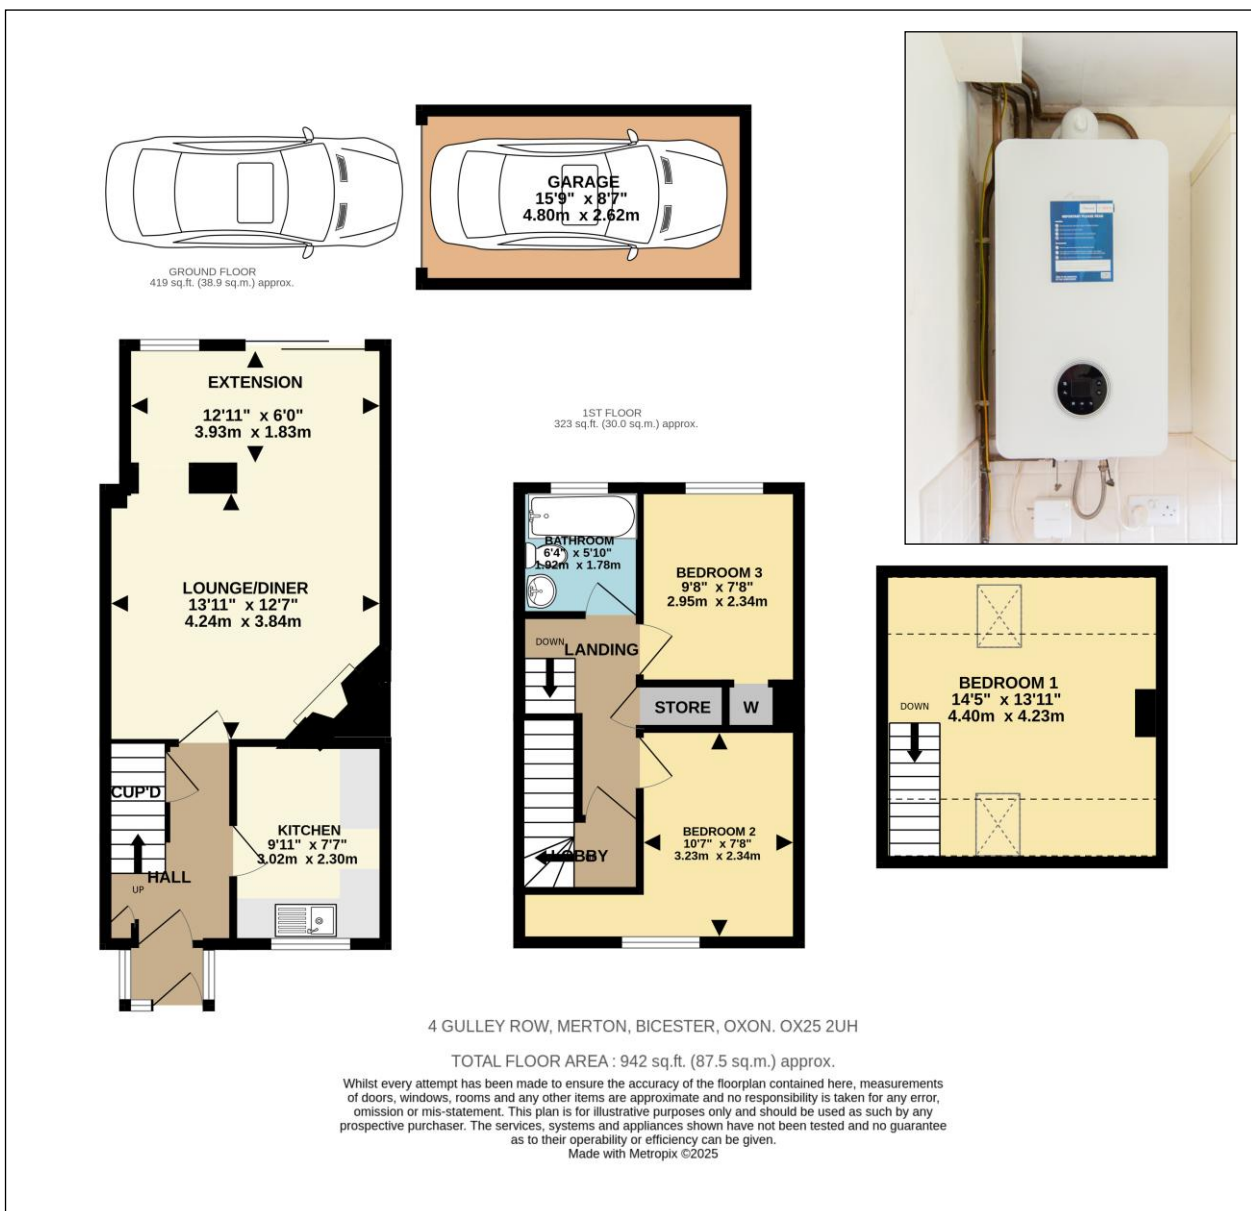 GARAGE
15'9" x 8'7"
4.80m x 2.62m
GROUND FLOOR
419 sq.ft. (38.9 sq.m.) approx.
EXTENSION
12'11" x 6'0"
3.93m x 1.83m
LOUNGE/DINER
13'11" x 12'7"
4.24m x 3.84m
CUP'D
KITCHEN
9'11" x 7'7"
3.02m x 2.30m
HALL
UP
1ST FLOOR
323 sq.ft. (30.0 sq.m.) approx.
BATHROOM
6'4" x 5'10"
1.92m x 1.78m
BEDROOM 3
9'8" x 7'8"
2.95m x 2.34m
DOWN
LANDING
STORE
W
BEDROOM 2
10'7" x 7'8"
3.23m x 2.34m
LOBBY
BEDROOM 1
14'5" x 13'11"
4.40m x 4.23m
DOWN
4 GULLEY ROW, MERTON, BICESTER, OXON. OX25 2UH
TOTAL FLOOR AREA : 942 sq.ft. (87.5 sq.m.) approx.
Whilst every attempt has been made to ensure the accuracy of the floorplan contained here, measurements
of doors, windows, rooms and any other items are approximate and no responsibility is taken for any error,
omission or mis-statement. This plan is for illustrative purposes only and should be used as such by any
prospective purchaser. The services, systems and appliances shown have not been tested and no guarantee
as to their operability or efficiency can be given.
Made with Metropix ©2025